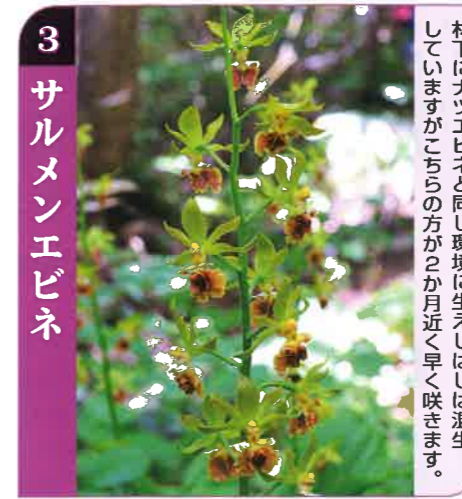 3
サルメンエビネ
林下にナツエビネと同じ環境に生えしばしば混生
していますがこちらの方が2か月近く早く咲きます。